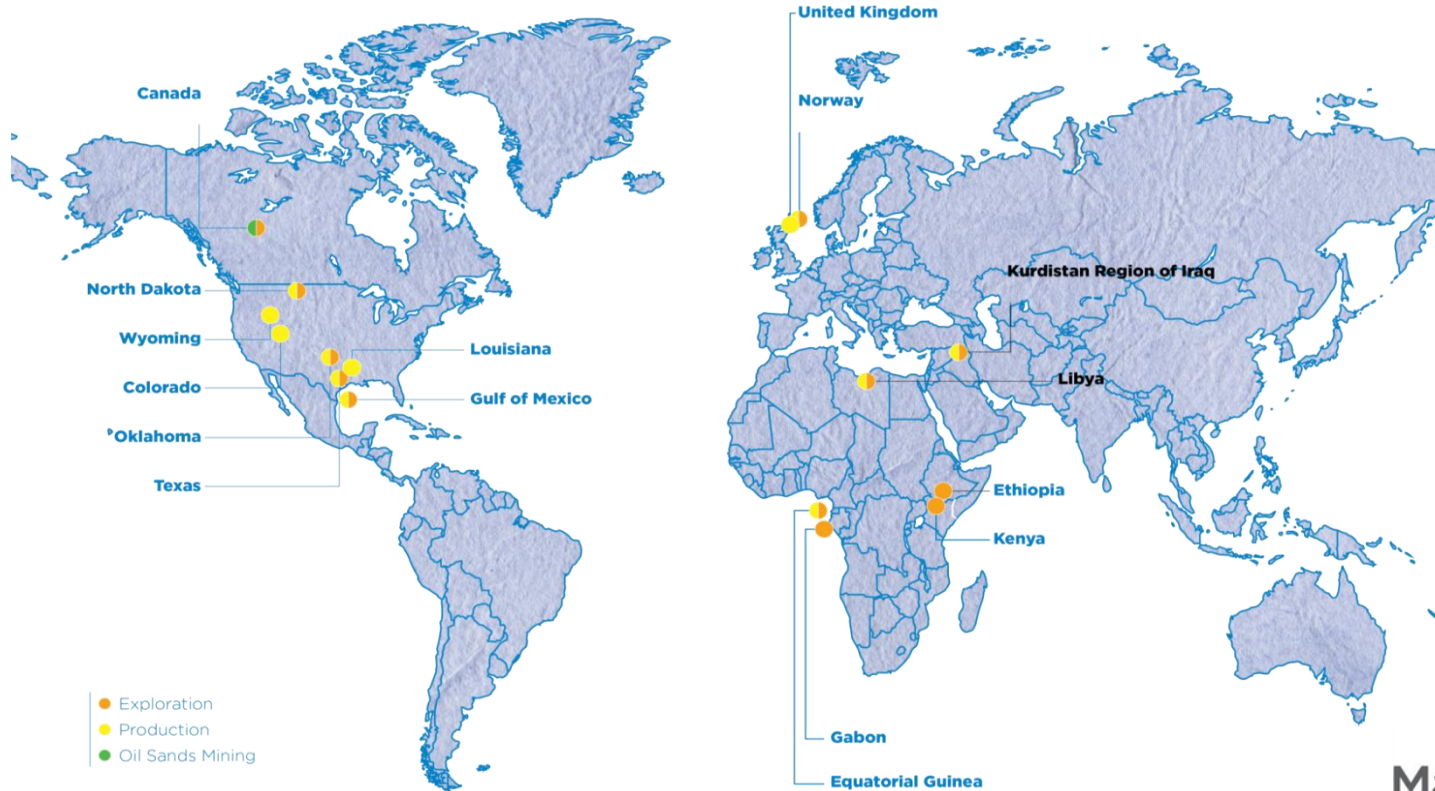 United Kingdom
Canada
Norway
Kurdistan Region of Iraq
North Dakota
Wyoming
Louisiana
Libya
Colorado
Gulf of Mexico
Oklahoma
Texas
Ethiopia
Kenya
Exploration
Production
Oil Sands Mining
Gabon
Equatorial Guinea